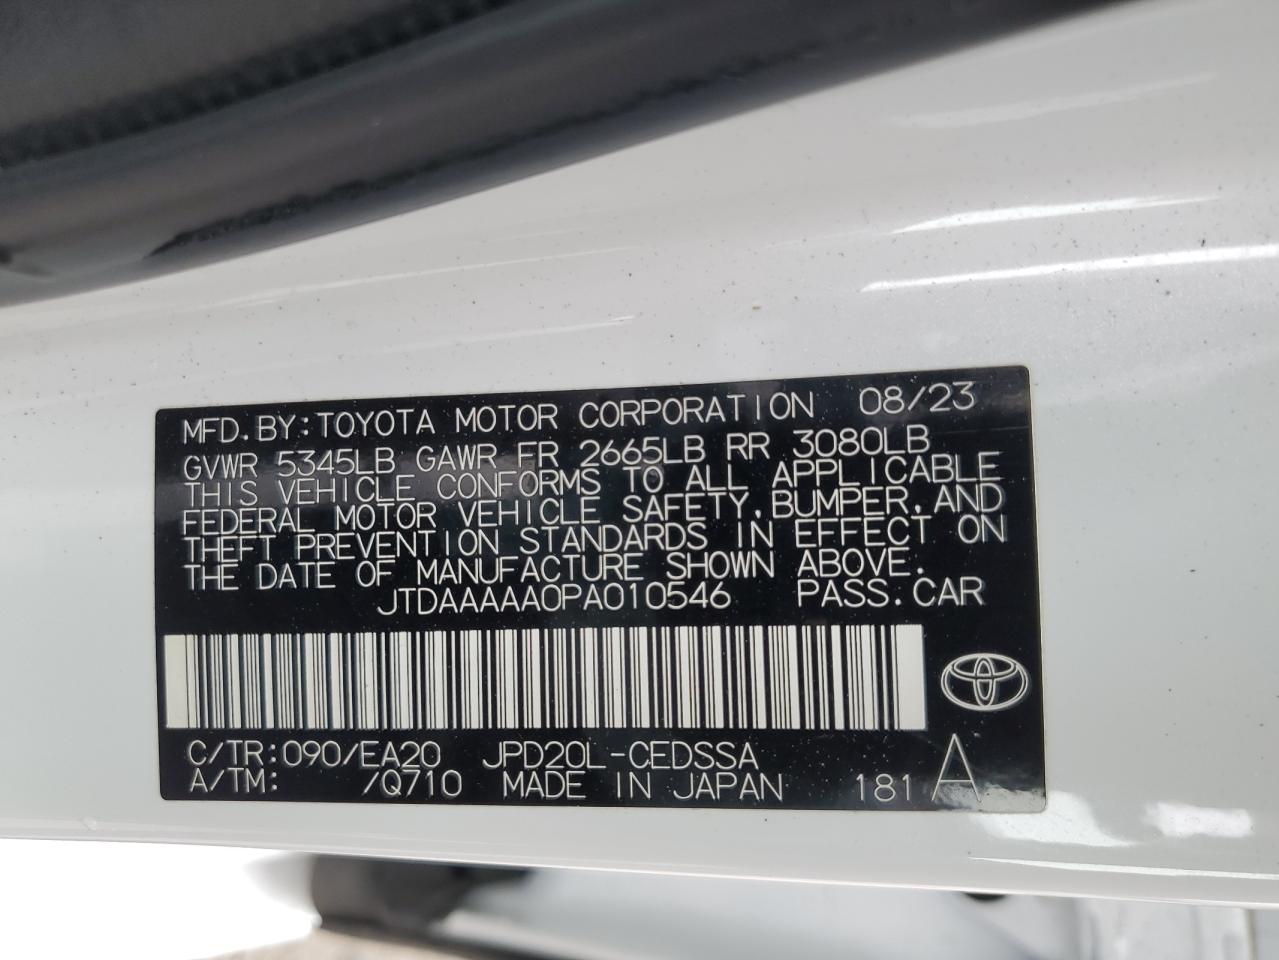 MFD.BY:TOYOTA MOTOR CORPORATION 08/23
GVWR 5345LB GAWR FR 2665LB RR 3080LB
THIS VEHICLE CONFORMS TO ALL APPLICABLE
FEDERAL MOTOR VEHICLE SAFETY,BUMPER,AND
THEFT PREVENTION STANDARDS IN EFFECT ON
THE DATE OF MANUFACTURE SHOWN ABOVE.
JTDAAAAAA0PA010546 PASS.CAR
C/TR:090/EA20 JPD20L-CEDSSA
A/TM: /Q710 MADE IN JAPAN 181 A